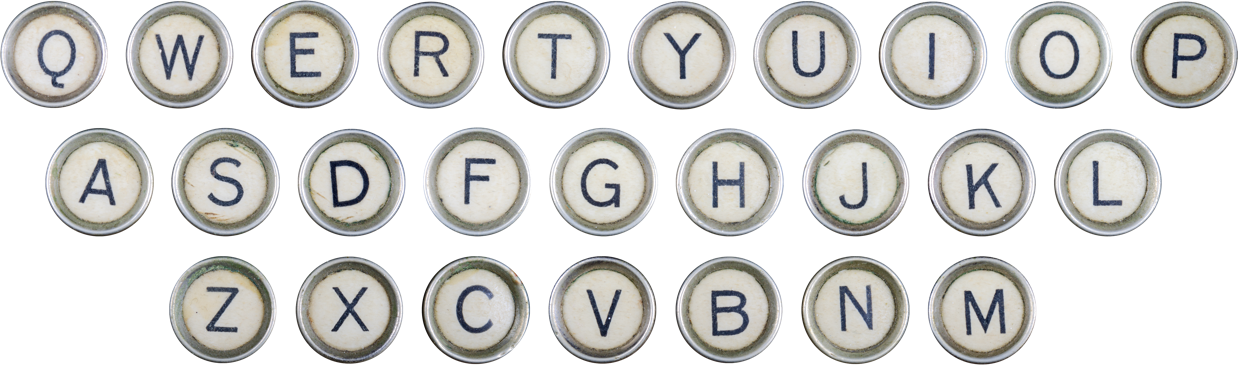 Q W E R T Y U I O P
A S D F G H J K L
Z X C V B N M